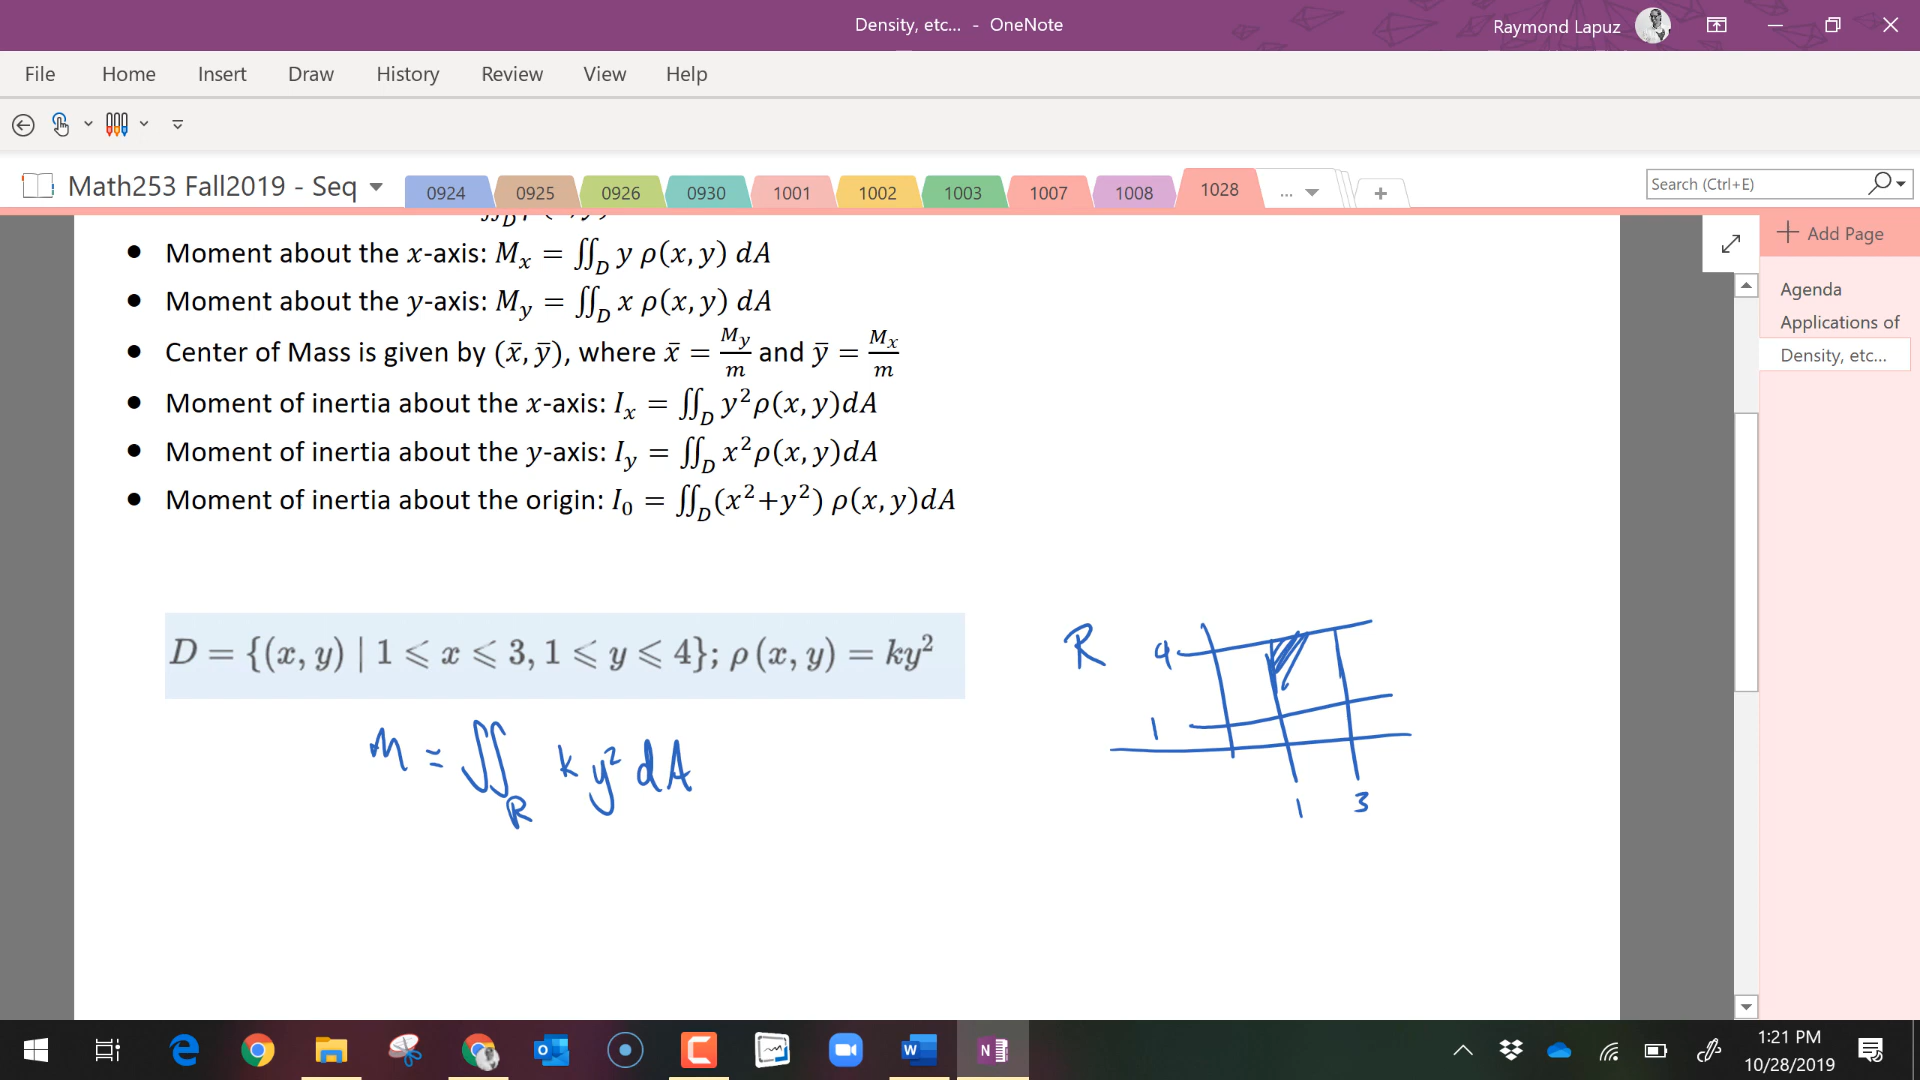 Density, etc... - OneNote
Raymond Lapuz
File Home Insert Draw History Review View Help
Math253 Fall2019 - Seq
0924 0925 0926 0930 1001 1002 1003 1007 1008 1028 ...
Search (Ctrl+E)
Add Page
Agenda
Applications of
Density, etc...
• Moment about the x-axis: Mₓ = ∬_D y ρ(x, y) dA
• Moment about the y-axis: M_y = ∬_D x ρ(x, y) dA
• Center of Mass is given by (x̄, ȳ), where x̄ = M_y/m and ȳ = Mₓ/m
• Moment of inertia about the x-axis: Iₓ = ∬_D y²ρ(x, y)dA
• Moment of inertia about the y-axis: I_y = ∬_D x²ρ(x, y)dA
• Moment of inertia about the origin: I₀ = ∬_D (x²+y²) ρ(x, y)dA
D = {(x, y) | 1 ⩽ x ⩽ 3, 1 ⩽ y ⩽ 4}; ρ (x, y) = ky²
R 4
1
1 3
m = ∬_R k y² dA
1:21 PM
10/28/2019